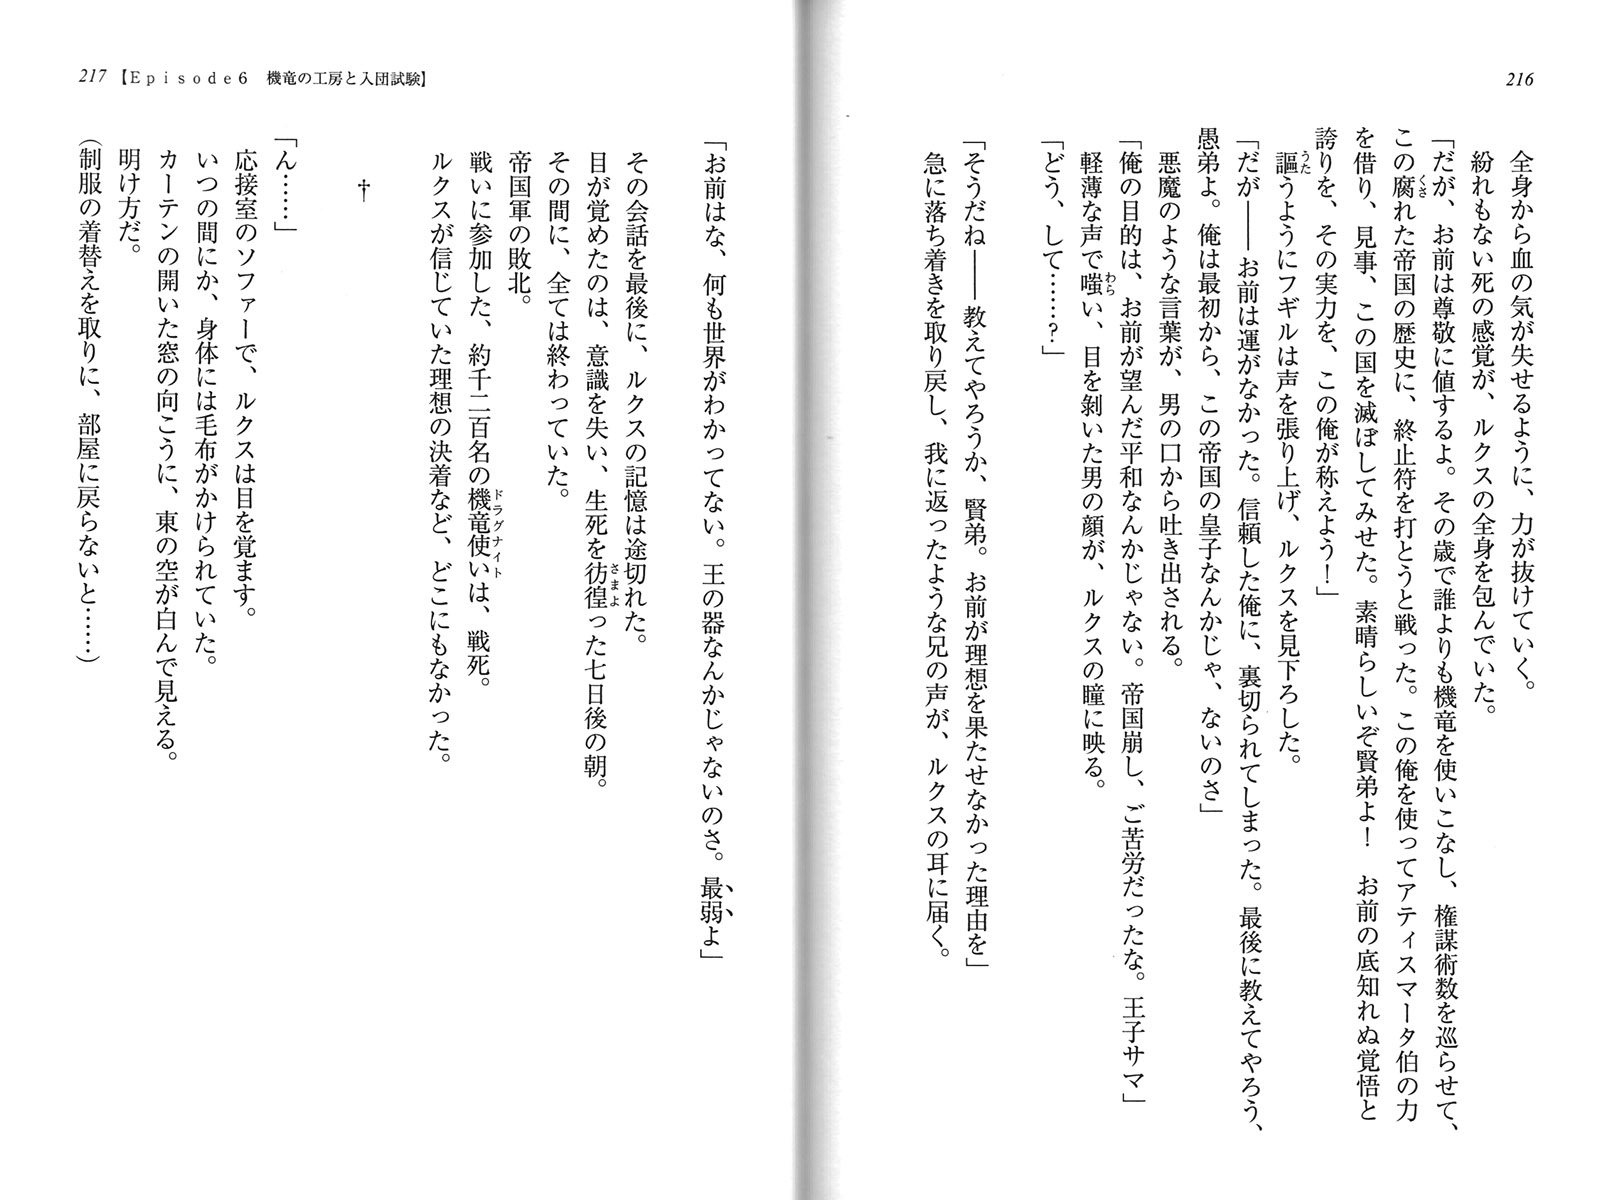 216
全身から血の気が失せるように、力が抜けていく。
紛れもない死の感覚が、ルクスの全身を包んでいた。
「だが、お前は尊敬に値するよ。その歳で誰よりも機竜を使いこなし、権謀術数を巡らせて、
この腐れた帝国の歴史に、終止符を打とうと戦った。この俺を使ってアティスマータ伯の力
を借り、見事、この国を滅ぼしてみせた。素晴らしいぞ賢弟よ！　お前の底知れぬ覚悟と
誇りを、その実力を、この俺が称えよう！」
謳うようにフギルは声を張り上げ、ルクスを見下ろした。
「だが――お前は運がなかった。信頼した俺に、裏切られてしまった。最後に教えてやろう、
愚弟よ。俺は最初から、この帝国の皇子なんかじゃ、ないのさ」
悪魔のような言葉が、男の口から吐き出される。
「俺の目的は、お前が望んだ平和なんかじゃない。帝国崩し、ご苦労だったな。王子サマ」
軽薄な声で嗤い、目を剥いた男の顔が、ルクスの瞳に映る。
「どう、して……？」
「そうだね――教えてやろうか、賢弟。お前が理想を果たせなかった理由を」
急に落ち着きを取り戻し、我に返ったような兄の声が、ルクスの耳に届く。
217 【Episode6　機竜の工房と入団試験】
「お前はな、何も世界がわかってない。王の器なんかじゃないのさ。最弱よ」
その会話を最後に、ルクスの記憶は途切れた。
目が覚めたのは、意識を失い、生死を彷徨った七日後の朝。
その間に、全ては終わっていた。
帝国軍の敗北。
戦いに参加した、約千二百名の機竜使いは、戦死。
ルクスが信じていた理想の決着など、どこにもなかった。
†
「ん……」
応接室のソファーで、ルクスは目を覚ます。
いつの間にか、身体には毛布がかけられていた。
カーテンの開いた窓の向こうに、東の空が白んで見える。
明け方だ。
（制服の着替えを取りに、部屋に戻らないと……）